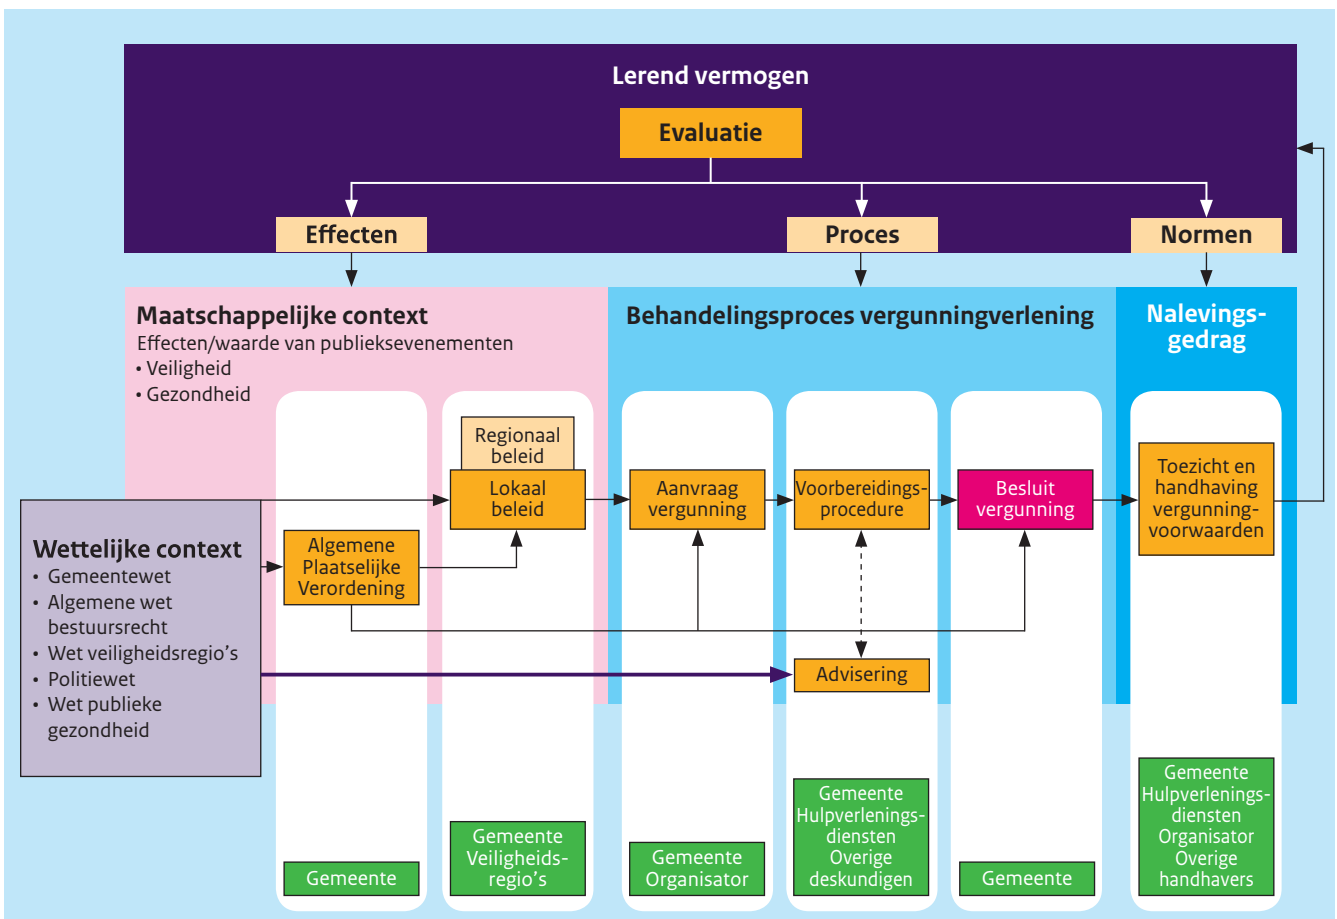 Lerend vermogen
Evaluatie
Effecten
Proces
Normen
Maatschappelijke context
Effecten/waarde van publieksevenementen
• Veiligheid
• Gezondheid
Behandelingsproces vergunningverlening
Nalevings-
gedrag
Wettelijke context
• Gemeentewet
• Algemene wet
bestuursrecht
• Wet veiligheidsregio's
• Politiewet
• Wet publieke
gezondheid
Algemene
Plaatselijke
Verordening
Regionaal
beleid
Lokaal
beleid
Aanvraag
vergunning
Voorbereidings-
procedure
Besluit
vergunning
Toezicht en
handhaving
vergunning-
voorwaarden
Advisering
Gemeente
Gemeente
Veiligheids-
regio's
Gemeente
Organisator
Gemeente
Hulpverlenings-
diensten
Overige
deskundigen
Gemeente
Gemeente
Hulpverlenings-
diensten
Organisator
Overige
handhavers